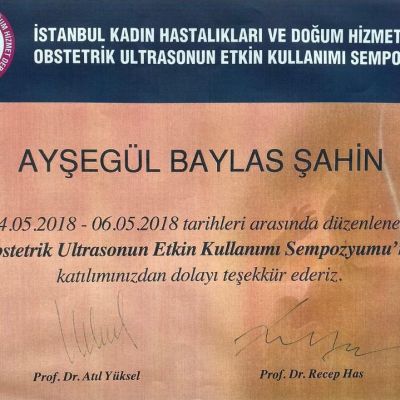 İSTANBUL KADIN HASTALIKLARI VE DOĞUM HİZMET
OBSTETRİK ULTRASONUN ETKİN KULLANIMI SEMPO
AYŞEGÜL BAYLAS ŞAHİN
4.05.2018 - 06.05.2018 tarihleri arasında düzenlene
bstetrik Ultrasonun Etkin Kullanımı Sempozyumu'
katılımınızdan dolayı teşekkür ederiz.
Prof. Dr. Atıl Yüksel
Prof. Dr. Recep Has